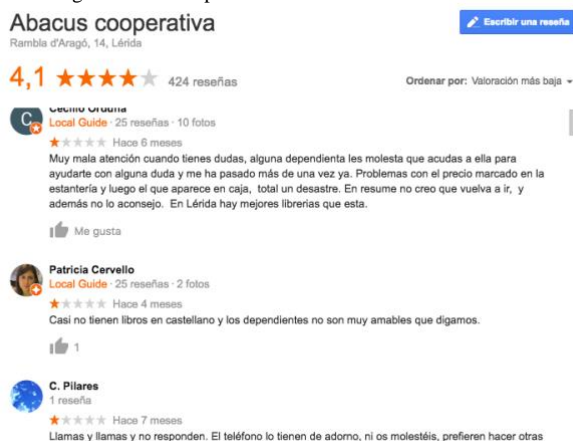 Abacus cooperativa
Escribir una reseña
Rambla d'Aragó, 14, Lérida
4,1 424 reseñas
Ordenar por: Valoración más baja
C
Cecilio Orduña
Local Guide · 25 reseñas · 10 fotos
Hace 6 meses
Muy mala atención cuando tienes dudas, alguna dependienta les molesta que acudas a ella para
ayudarte con alguna duda y me ha pasado más de una vez ya. Problemas con el precio marcado en la
estantería y luego el que aparece en caja, total un desastre. En resume no creo que vuelva a ir, y
además no lo aconsejo. En Lérida hay mejores librerias que esta.
Me gusta
Patricia Cervello
Local Guide · 25 reseñas · 2 fotos
Hace 4 meses
Casi no tienen libros en castellano y los dependientes no son muy amables que digamos.
1
C. Pilares
1 reseña
Hace 7 meses
Llamas y llamas y no responden. El teléfono lo tienen de adorno, ni os molestéis, prefieren hacer otras